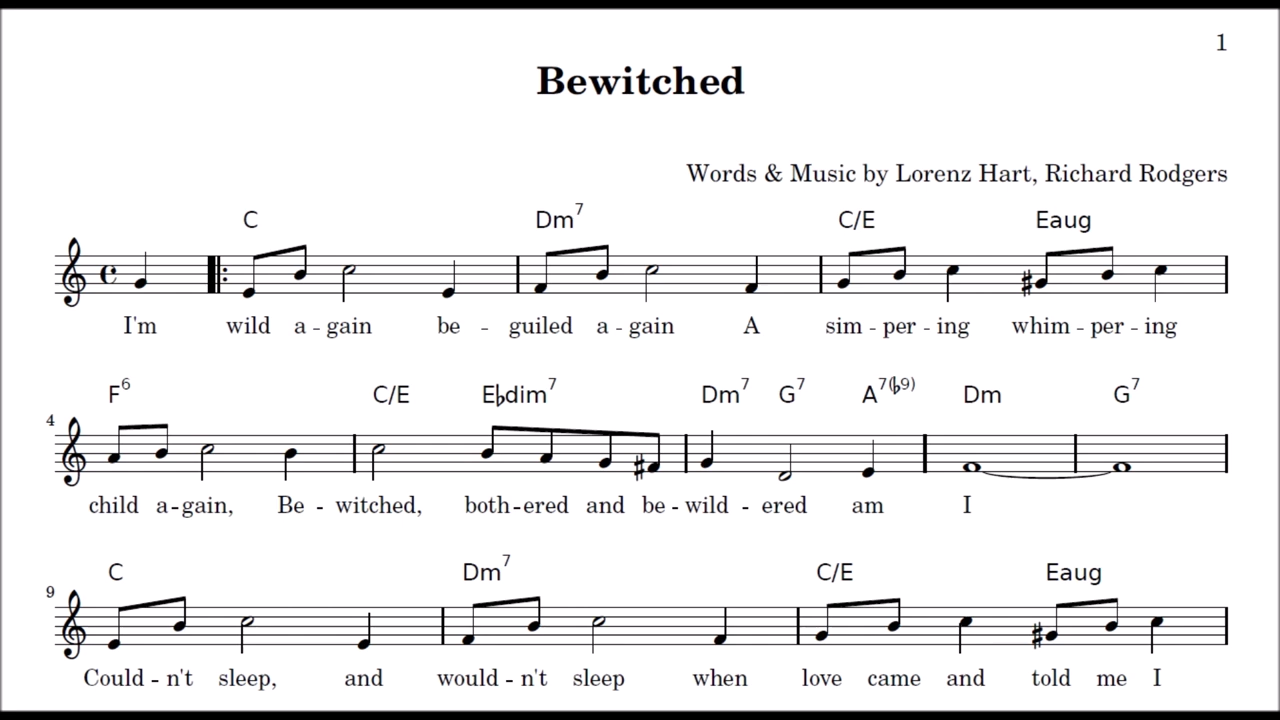 1
Bewitched
Words & Music by Lorenz Hart, Richard Rodgers
C Dm7 C/E Eaug
I'm wild a - gain be - guiled a - gain A sim - per - ing whim - per - ing
F6 C/E E♭dim7 Dm7 G7 A7(♭9) Dm G7
4
child a - gain, Be - witched, both - ered and be - wild - ered am I
C Dm7 C/E Eaug
9
Could - n't sleep, and would - n't sleep when love came and told me I